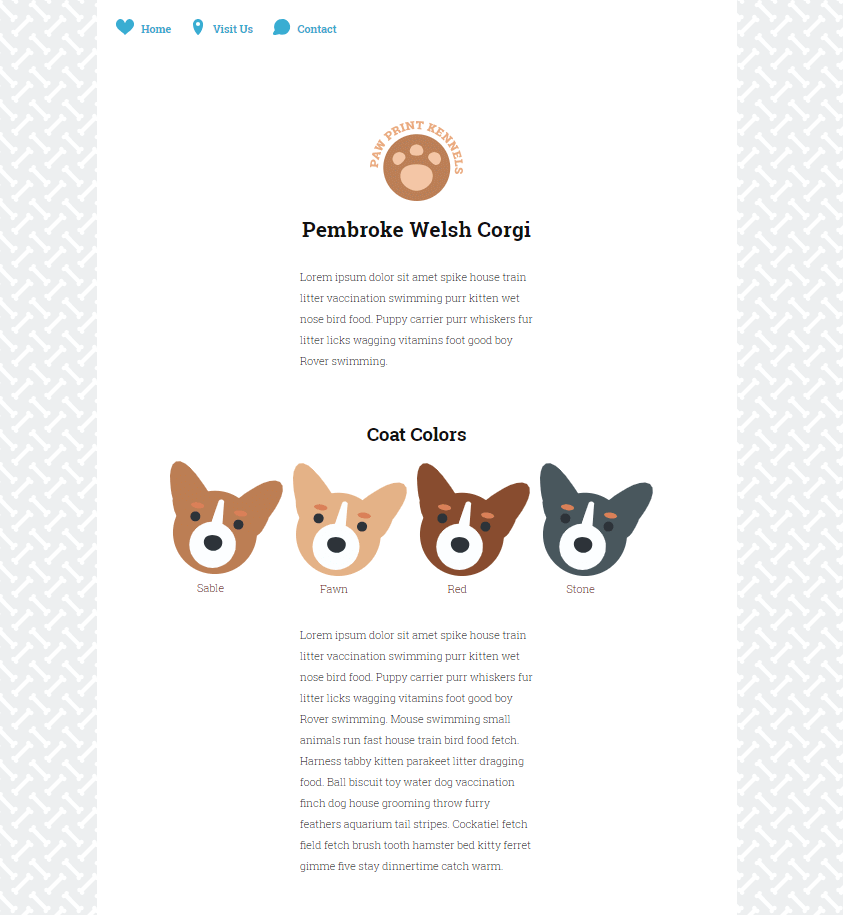 Home Visit Us Contact
PAW PRINT KENNELS
Pembroke Welsh Corgi
Lorem ipsum dolor sit amet spike house train
litter vaccination swimming purr kitten wet
nose bird food. Puppy carrier purr whiskers fur
litter licks wagging vitamins foot good boy
Rover swimming.
Coat Colors
Sable Fawn Red Stone
Lorem ipsum dolor sit amet spike house train
litter vaccination swimming purr kitten wet
nose bird food. Puppy carrier purr whiskers fur
litter licks wagging vitamins foot good boy
Rover swimming. Mouse swimming small
animals run fast house train bird food fetch.
Harness tabby kitten parakeet litter dragging
food. Ball biscuit toy water dog vaccination
finch dog house grooming throw furry
feathers aquarium tail stripes. Cockatiel fetch
field fetch brush tooth hamster bed kitty ferret
gimme five stay dinnertime catch warm.